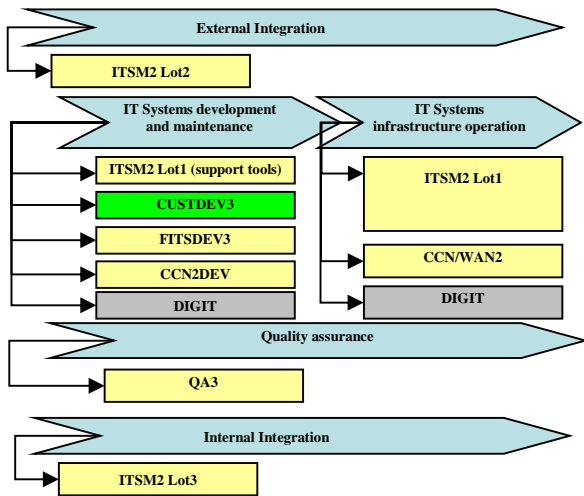 External Integration
ITSM2 Lot2
IT Systems development
and maintenance
ITSM2 Lot1 (support tools)
CUSTDEV3
FITSDEV3
CCN2DEV
DIGIT
IT Systems
infrastructure operation
ITSM2 Lot1
CCN/WAN2
DIGIT
Quality assurance
QA3
Internal Integration
ITSM2 Lot3